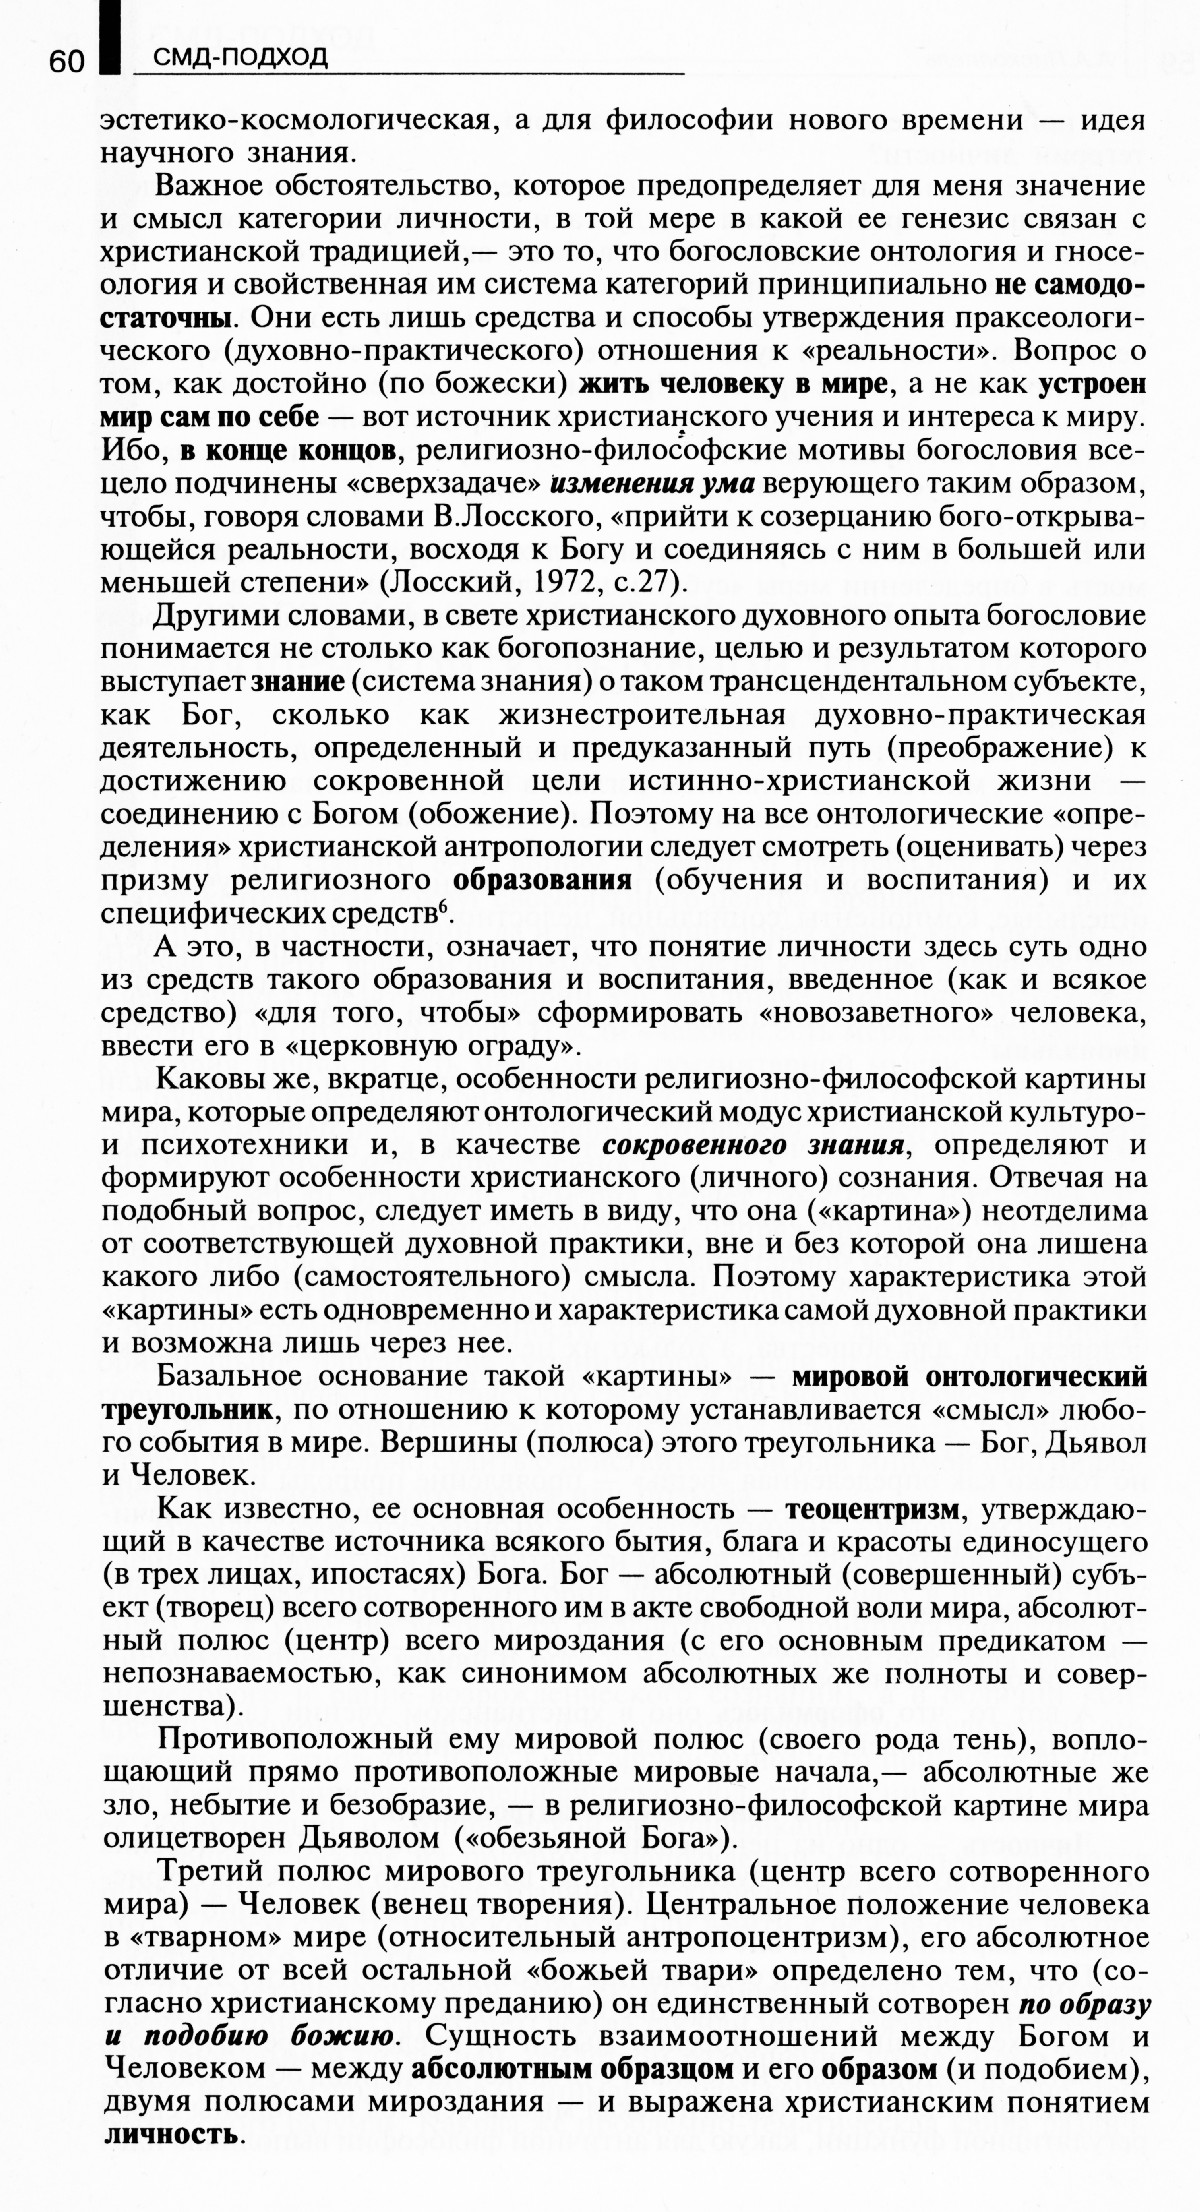 60
СМД-ПОДХОД
эстетико-космологическая, а для философии нового времени — идея
научного знания.
Важное обстоятельство, которое предопределяет для меня значение
и смысл категории личности, в той мере в какой ее генезис связан с
христианской традицией,— это то, что богословские онтология и гносе-
ология и свойственная им система категорий принципиально не самодо-
статочны. Они есть лишь средства и способы утверждения праксеологи-
ческого (духовно-практического) отношения к «реальности». Вопрос о
том, как достойно (по божески) жить человеку в мире, а не как устроен
мир сам по себе — вот источник христианского учения и интереса к миру.
Ибо, в конце концов, религиозно-философские мотивы богословия все-
цело подчинены «сверхзадаче» изменения ума верующего таким образом,
чтобы, говоря словами В.Лосского, «прийти к созерцанию бого-открыва-
ющейся реальности, восходя к Богу и соединяясь с ним в большей или
меньшей степени» (Лосский, 1972, с.27).
Другими словами, в свете христианского духовного опыта богословие
понимается не столько как богопознание, целью и результатом которого
выступает знание (система знания) о таком трансцендентальном субъекте,
как Бог, сколько как жизнестроительная духовно-практическая
деятельность, определенный и предуказанный путь (преображение) к
достижению сокровенной цели истинно-христианской жизни —
соединению с Богом (обожение). Поэтому на все онтологические «опре-
деления» христианской антропологии следует смотреть (оценивать) через
призму религиозного образования (обучения и воспитания) и их
специфических средств⁶.
А это, в частности, означает, что понятие личности здесь суть одно
из средств такого образования и воспитания, введенное (как и всякое
средство) «для того, чтобы» сформировать «новозаветного» человека,
ввести его в «церковную ограду».
Каковы же, вкратце, особенности религиозно-философской картины
мира, которые определяют онтологический модус христианской культуро-
и психотехники и, в качестве сокровенного знания, определяют и
формируют особенности христианского (личного) сознания. Отвечая на
подобный вопрос, следует иметь в виду, что она («картина») неотделима
от соответствующей духовной практики, вне и без которой она лишена
какого либо (самостоятельного) смысла. Поэтому характеристика этой
«картины» есть одновременно и характеристика самой духовной практики
и возможна лишь через нее.
Базальное основание такой «картины» — мировой онтологический
треугольник, по отношению к которому устанавливается «смысл» любо-
го события в мире. Вершины (полюса) этого треугольника — Бог, Дьявол
и Человек.
Как известно, ее основная особенность — теоцентризм, утверждаю-
щий в качестве источника всякого бытия, блага и красоты единосущего
(в трех лицах, ипостасях) Бога. Бог — абсолютный (совершенный) субъ-
ект (творец) всего сотворенного им в акте свободной воли мира, абсолют-
ный полюс (центр) всего мироздания (с его основным предикатом —
непознаваемостью, как синонимом абсолютных же полноты и совер-
шенства).
Противоположный ему мировой полюс (своего рода тень), вопло-
щающий прямо противоположные мировые начала,— абсолютные же
зло, небытие и безобразие, — в религиозно-философской картине мира
олицетворен Дьяволом («обезьяной Бога»).
Третий полюс мирового треугольника (центр всего сотворенного
мира) — Человек (венец творения). Центральное положение человека
в «тварном» мире (относительный антропоцентризм), его абсолютное
отличие от всей остальной «божьей твари» определено тем, что (со-
гласно христианскому преданию) он единственный сотворен по образу
и подобию божию. Сущность взаимоотношений между Богом и
Человеком — между абсолютным образцом и его образом (и подобием),
двумя полюсами мироздания — и выражена христианским понятием
личность.